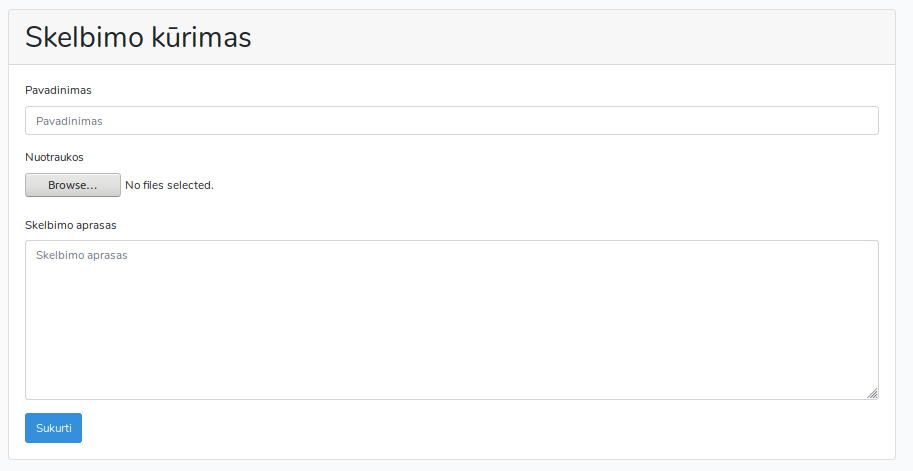 Skelbimo kūrimas
Pavadinimas
Pavadinimas
Nuotraukos
Browse... No files selected.
Skelbimo aprasas
Skelbimo aprasas
Sukurti